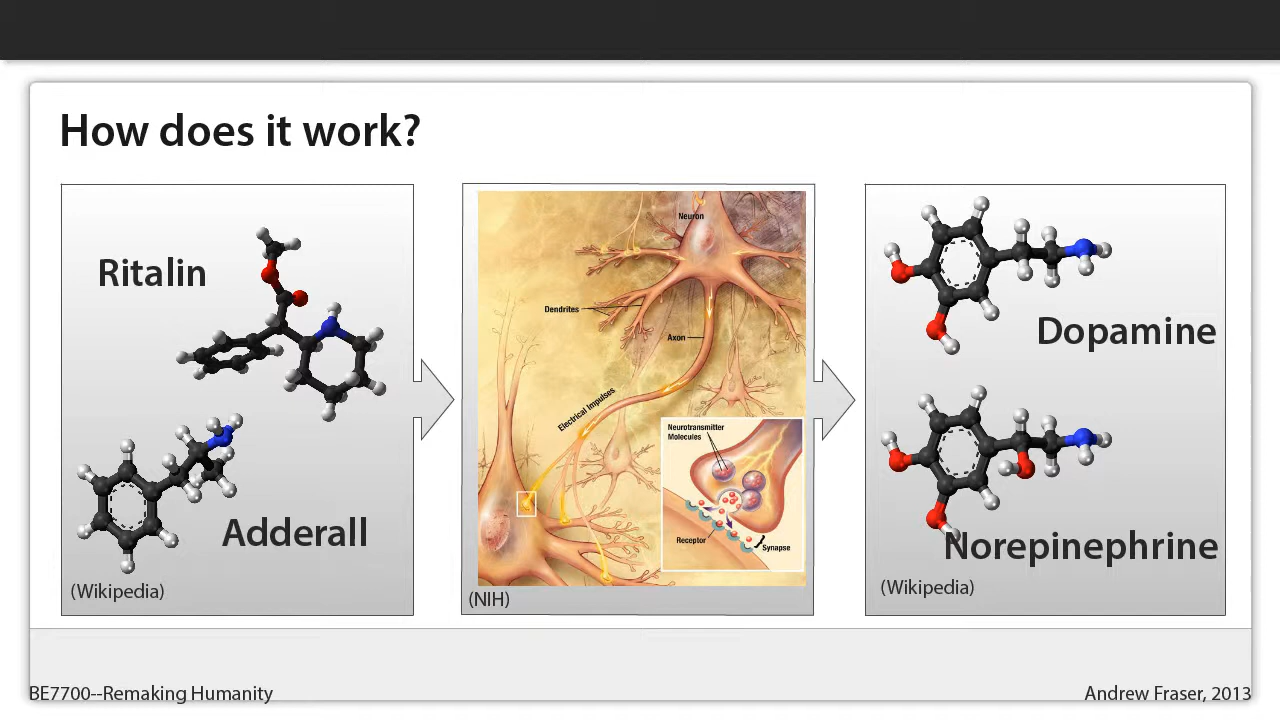 How does it work?
Ritalin
Adderall
(Wikipedia)
Neuron
Dendrites
Axon
Electrical Impulses
Neurotransmitter
Molecules
Receptor
Synapse
(NIH)
Dopamine
Norepinephrine
(Wikipedia)
BE7700--Remaking Humanity
Andrew Fraser, 2013